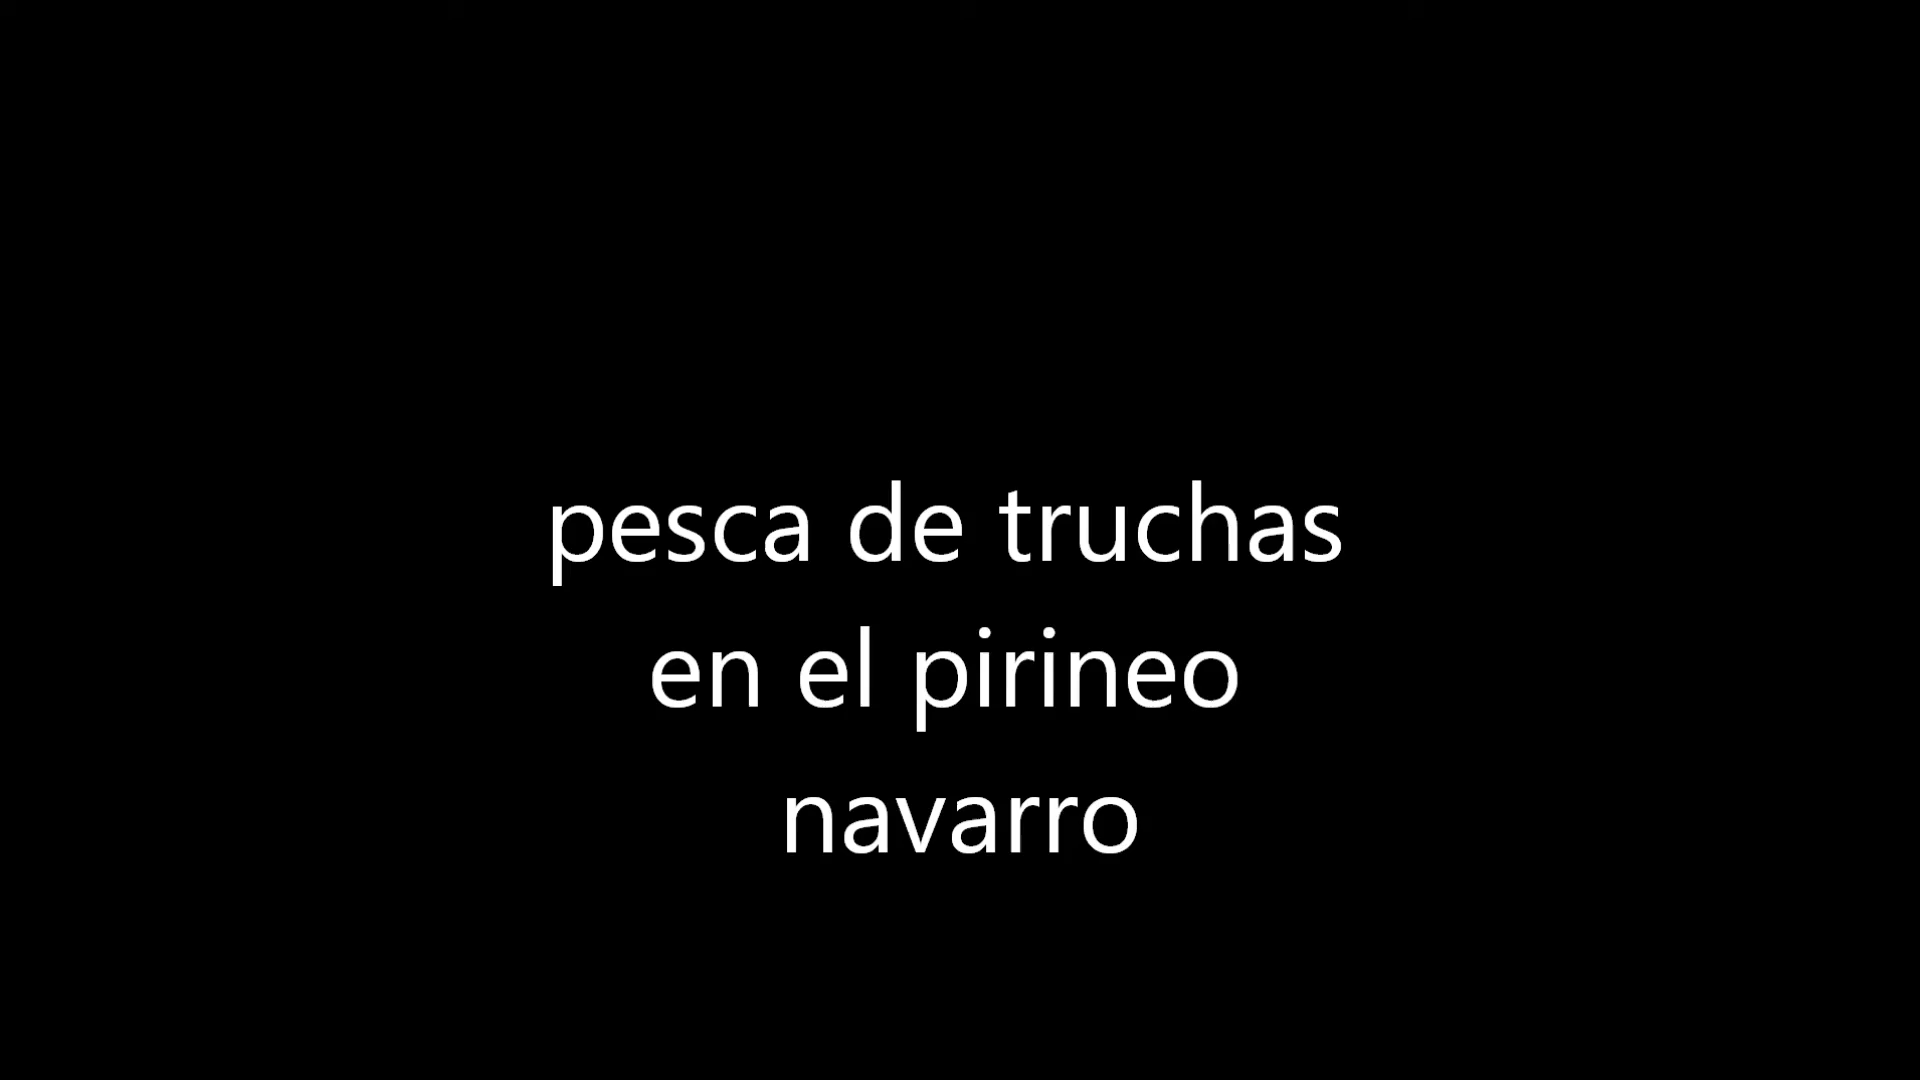 pesca de truchas
en el pirineo
navarro